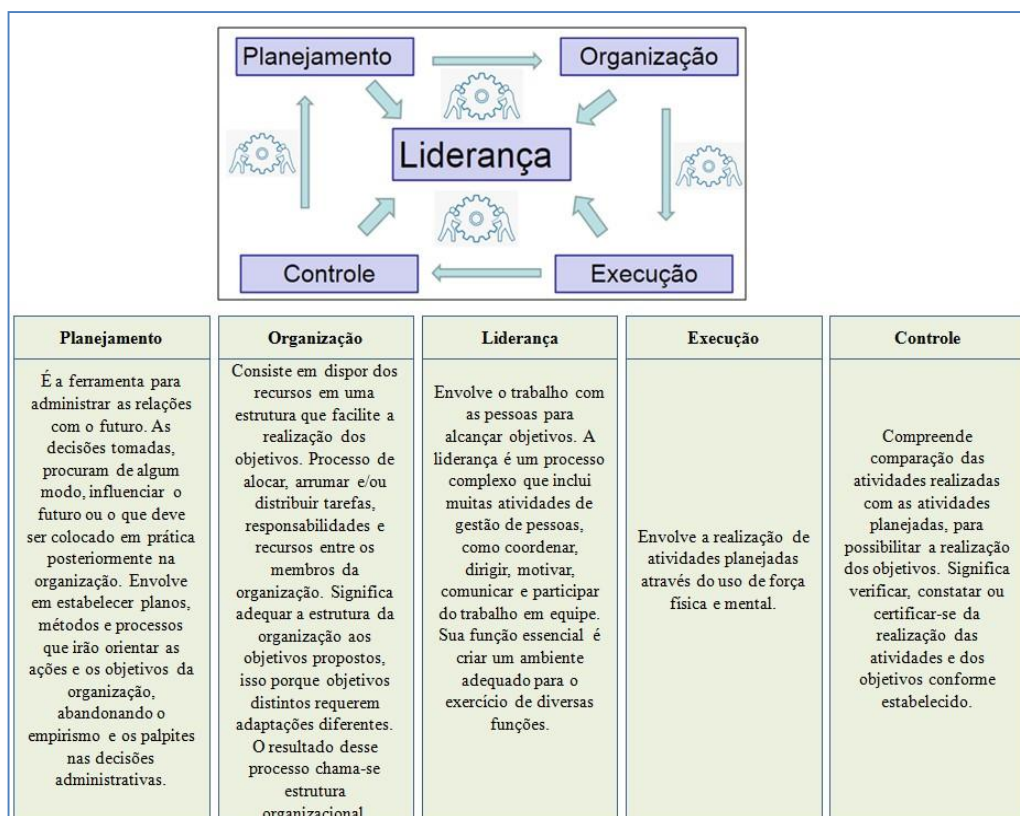 Planejamento
Organização
Liderança
Controle
Execução
Planejamento
É a ferramenta para
administrar as relações
com o futuro. As
decisões tomadas,
procuram de algum
modo, influenciar o
futuro ou o que deve
ser colocado em prática
posteriormente na
organização. Envolve
em estabelecer planos,
métodos e processos
que irão orientar as
ações e os objetivos da
organização,
abandonando o
empirismo e os palpites
nas decisões
administrativas.
Organização
Consiste em dispor dos
recursos em uma
estrutura que facilite a
realização dos
objetivos. Processo de
alocar, arrumar e/ou
distribuir tarefas,
responsabilidades e
recursos entre os
membros da
organização. Significa
adequar a estrutura da
organização aos
objetivos propostos,
isso porque objetivos
distintos requerem
adaptações diferentes.
O resultado desse
processo chama-se
estrutura
organizacional
Liderança
Envolve o trabalho com
as pessoas para
alcançar objetivos. A
liderança é um processo
complexo que inclui
muitas atividades de
gestão de pessoas,
como coordenar,
dirigir, motivar,
comunicar e participar
do trabalho em equipe.
Sua função essencial é
criar um ambiente
adequado para o
exercício de diversas
funções.
Execução
Envolve a realização de
atividades planejadas
através do uso de força
física e mental.
Controle
Compreende
comparação das
atividades realizadas
com as atividades
planejadas, para
possibilitar a realização
dos objetivos. Significa
verificar, constatar ou
certificar-se da
realização das
atividades e dos
objetivos conforme
estabelecido.